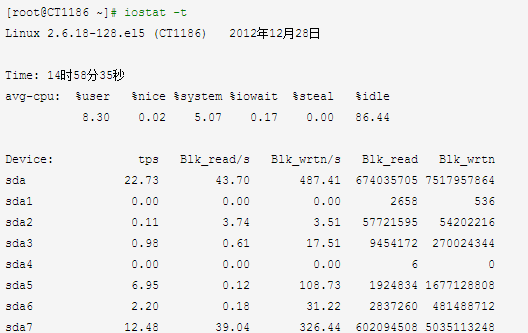 [root@CT1186 ~]# iostat -t
Linux 2.6.18-128.el5 (CT1186)   2012年12月28日
Time: 14时58分35秒
avg-cpu:  %user   %nice %system %iowait  %steal   %idle
           8.30    0.02    5.07    0.17    0.00   86.44
Device:            tps   Blk_read/s   Blk_wrtn/s   Blk_read   Blk_wrtn
sda              22.73        43.70       487.41  674035705 7517957864
sda1              0.00         0.00         0.00       2658        536
sda2              0.11         3.74         3.51   57721595   54202216
sda3              0.98         0.61        17.51    9454172  270024344
sda4              0.00         0.00         0.00          6          0
sda5              6.95         0.12       108.73    1924834 1677128808
sda6              2.20         0.18        31.22    2837260  481488712
sda7             12.48        39.04       326.44  602094508 5035113248